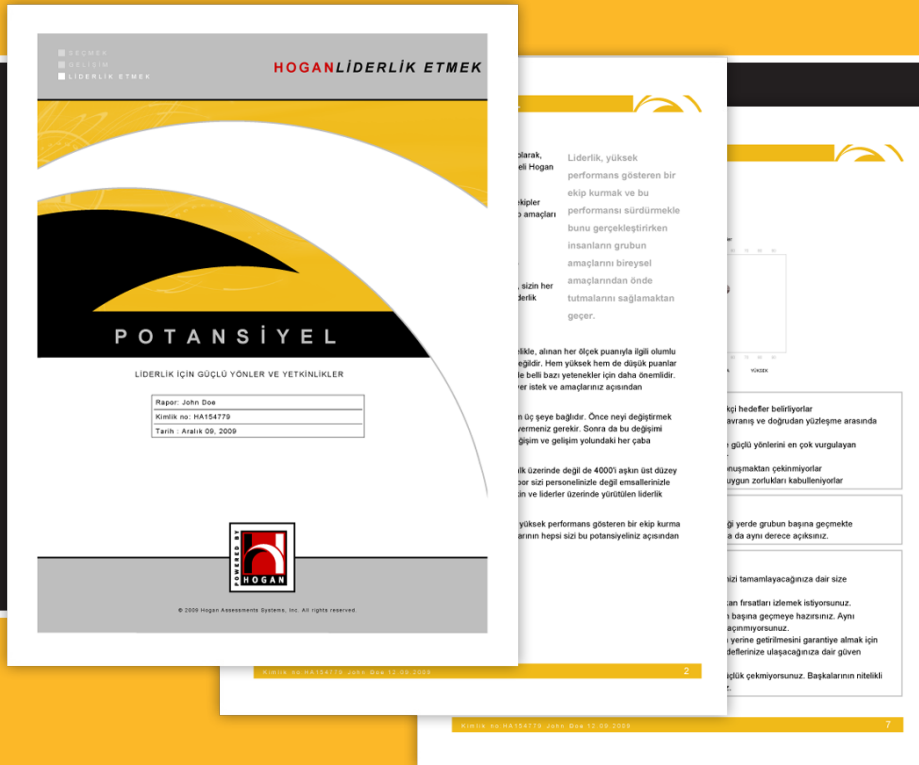 SEÇMEK
GELİŞİM
LİDERLİK ETMEK
HOGANLİDERLİK ETMEK
POTANSİYEL
LİDERLİK İÇİN GÜÇLÜ YÖNLER VE YETKİNLİKLER
Rapor: John Doe
Kimlik no: HA154779
Tarih : Aralık 09, 2009
POWERED BY
HOGAN
© 2009 Hogan Assessments Systems, Inc. All rights reserved.
olarak,
eli Hogan
ekipler
o amaçları
, sizin her
derlik
Liderlik, yüksek
performans gösteren bir
ekip kurmak ve bu
performansı sürdürmekle
bunu gerçekleştirirken
insanların grubun
amaçlarını bireysel
amaçlarından önde
tutmalarını sağlamaktan
geçer.
elikle, alınan her ölçek puanıyla ilgili olumlu
eğildir. Hem yüksek hem de düşük puanlar
le belli bazı yetenekler için daha önemlidir.
yer istek ve amaçlarınız açısından
n üç şeye bağlıdır. Önce neyi değiştirmek
vermeniz gerekir. Sonra da bu değişimi
ğişim ve gelişim yolundaki her çaba
lk üzerinde değil de 4000'i aşkın üst düzey
por sizi personelinizle değil emsallerinizle
kin ve liderler üzerinde yürütülen liderlik
yüksek performans gösteren bir ekip kurma
arının hepsi sizi bu potansiyeliniz açısından
Kimlik no:HA154779 John Doe 12.09.2009
2
YÜKSEK
kçi hedefler belirliyorlar
avranış ve doğrudan yüzleşme arasında
e güçlü yönlerini en çok vurgulayan
onuşmaktan çekinmiyorlar
uygun zorlukları kabulleniyorlar
ği yerde grubun başına geçmekte
a da aynı derece açıksınız.
nizi tamamlayacağınıza dair size
kan fırsatları izlemek istiyorsunuz.
n başına geçmeye hazırsınız. Aynı
açınmıyorsunuz.
yerine getirilmesini garantiye almak için
deflerinize ulaşacağınıza dair güven
üçlük çekmiyorsunuz. Başkalarının nitelikli
z.
Kimlik no:HA154779 John Doe 12.09.2009
7